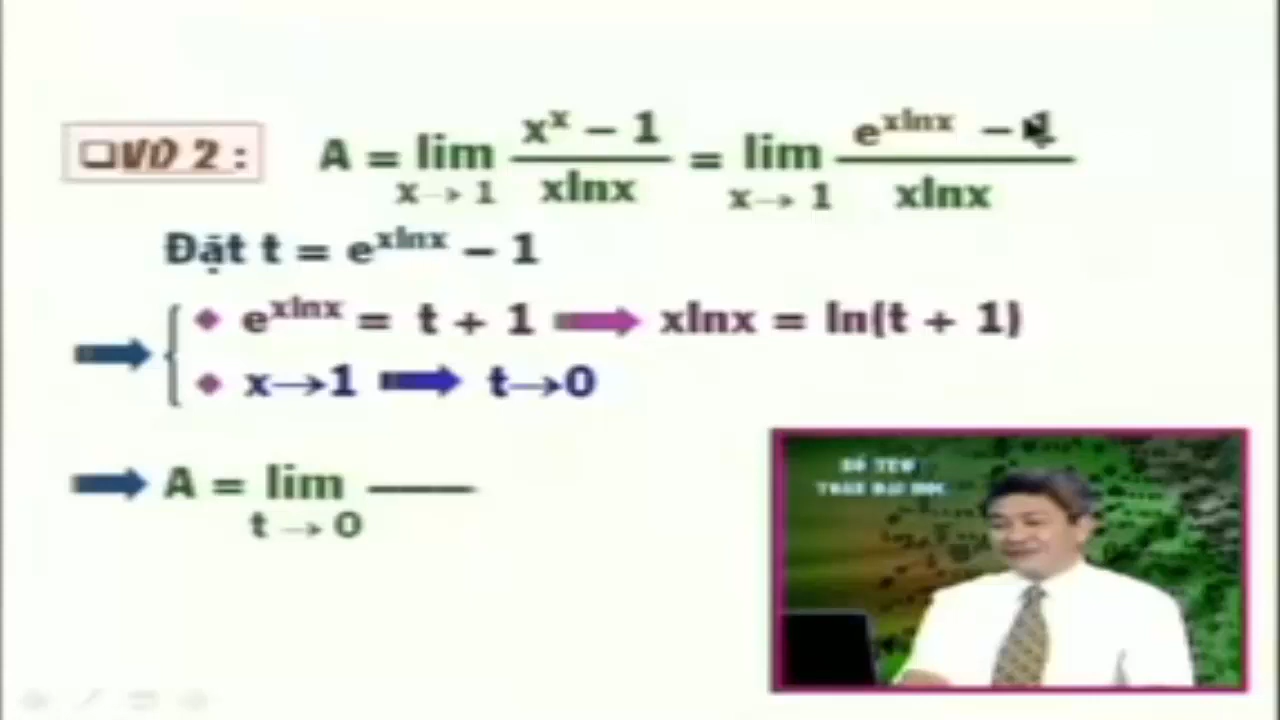 ❑VD 2 :
A = lim x→1 (xˣ − 1)/(xlnx) = lim x→1 (e^xlnx − 1)/(xlnx)
Đặt t = e^xlnx − 1
e^xlnx = t + 1 ➡ xlnx = ln(t + 1)
x→1 ➡ t→0
➡ A = lim t→0